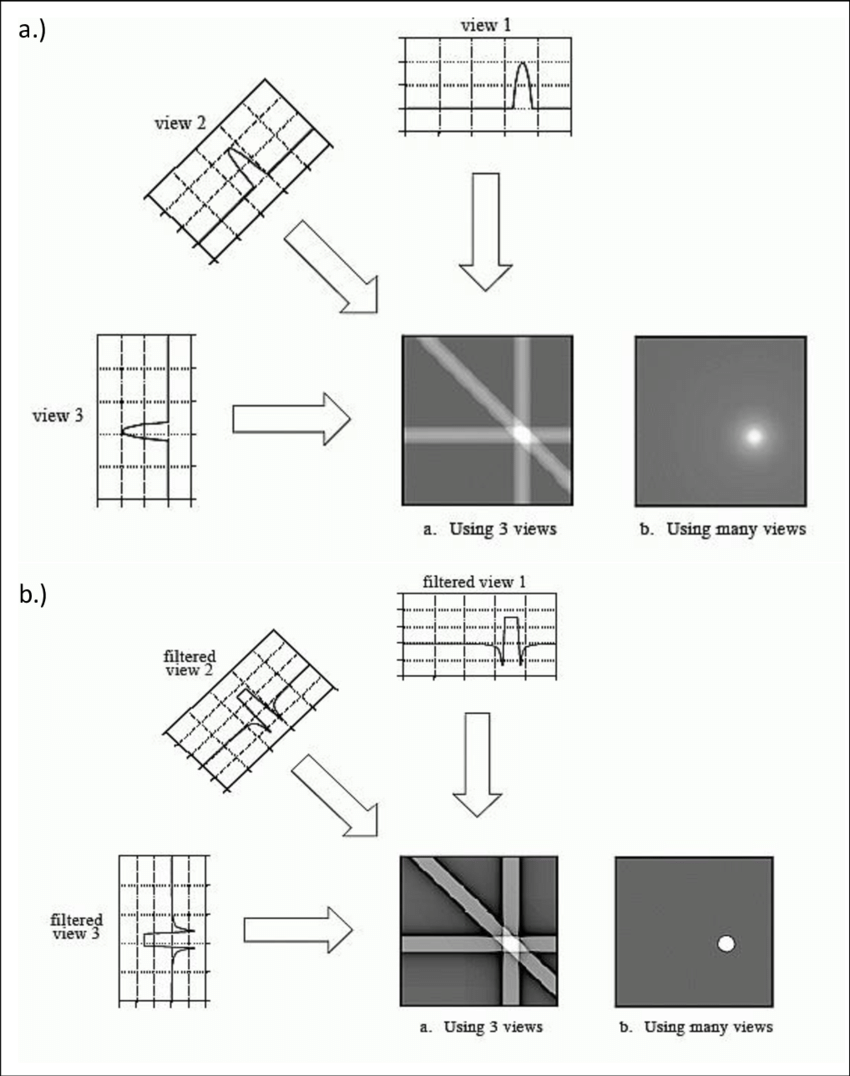 a.)
view 1
view 2
view 3
a. Using 3 views
b. Using many views
b.)
filtered view 1
filtered
view 2
filtered
view 3
a. Using 3 views
b. Using many views